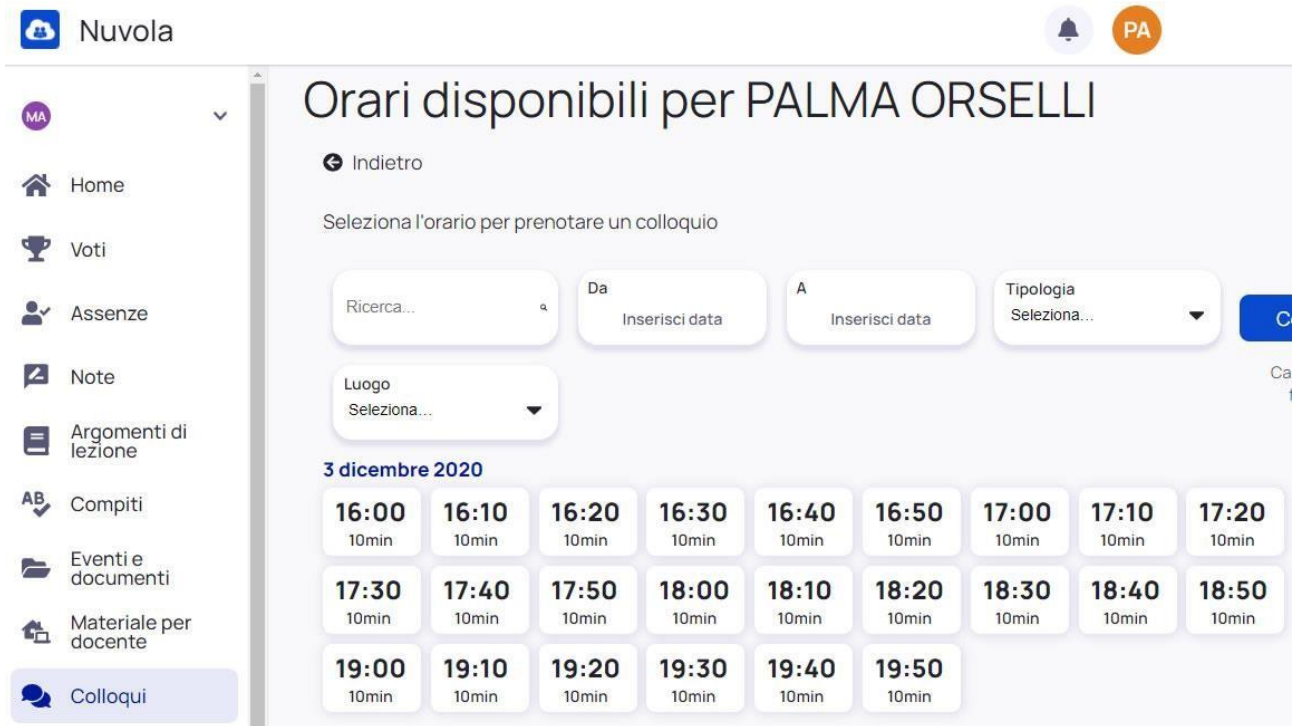 Nuvola
PA
MA
Home
Voti
Assenze
Note
Argomenti di
lezione
AB
Compiti
Eventi e
documenti
Materiale per
docente
Colloqui
Orari disponibili per PALMA ORSELLI
Indietro
Seleziona l'orario per prenotare un colloquio
Ricerca...
Da
Inserisci data
A
Inserisci data
Tipologia
Seleziona...
Luogo
Seleziona...
3 dicembre 2020
16:00 16:10 16:20 16:30 16:40 16:50 17:00 17:10 17:20
10min 10min 10min 10min 10min 10min 10min 10min 10min
17:30 17:40 17:50 18:00 18:10 18:20 18:30 18:40 18:50
10min 10min 10min 10min 10min 10min 10min 10min 10min
19:00 19:10 19:20 19:30 19:40 19:50
10min 10min 10min 10min 10min 10min